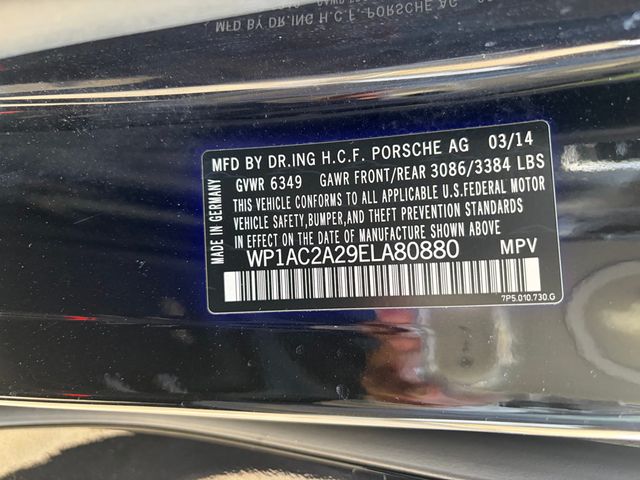 MFD BY DR.ING H.C.F. PORSCHE AG
MFD BY DR.ING H.C.F. PORSCHE AG 03/14
GVWR 6349 GAWR FRONT/REAR 3086/3384 LBS
THIS VEHICLE CONFORMS TO ALL APPLICABLE U.S.FEDERAL MOTOR
VEHICLE SAFETY,BUMPER,AND THEFT PREVENTION STANDARDS
IN EFFECT ON THE DATE OF MANUFACTURE SHOWN ABOVE
WP1AC2A29ELA80880 MPV
7P5.010.730.G
MADE IN GERMANY